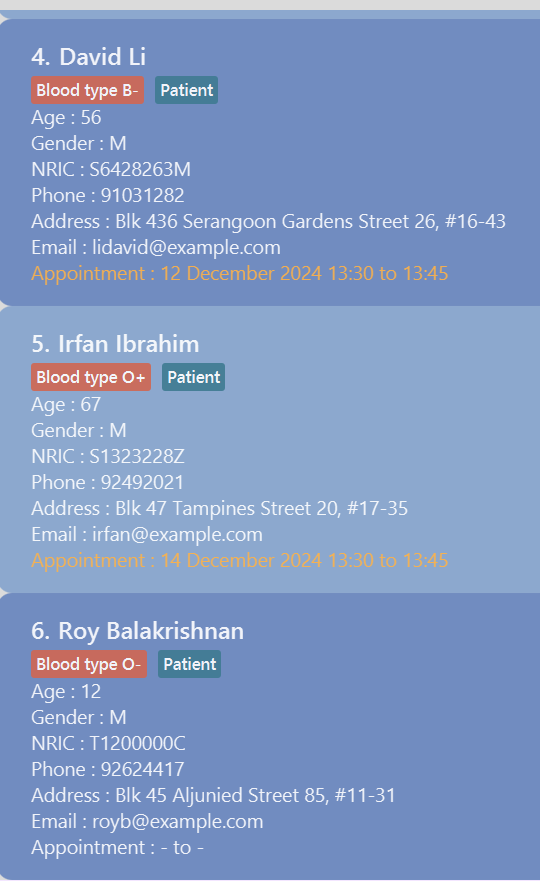 4. David Li
Blood type B- Patient
Age : 56
Gender : M
NRIC : S6428263M
Phone : 91031282
Address : Blk 436 Serangoon Gardens Street 26, #16-43
Email : lidavid@example.com
Appointment : 12 December 2024 13:30 to 13:45
5. Irfan Ibrahim
Blood type O+ Patient
Age : 67
Gender : M
NRIC : S1323228Z
Phone : 92492021
Address : Blk 47 Tampines Street 20, #17-35
Email : irfan@example.com
Appointment : 14 December 2024 13:30 to 13:45
6. Roy Balakrishnan
Blood type O- Patient
Age : 12
Gender : M
NRIC : T1200000C
Phone : 92624417
Address : Blk 45 Aljunied Street 85, #11-31
Email : royb@example.com
Appointment : - to -